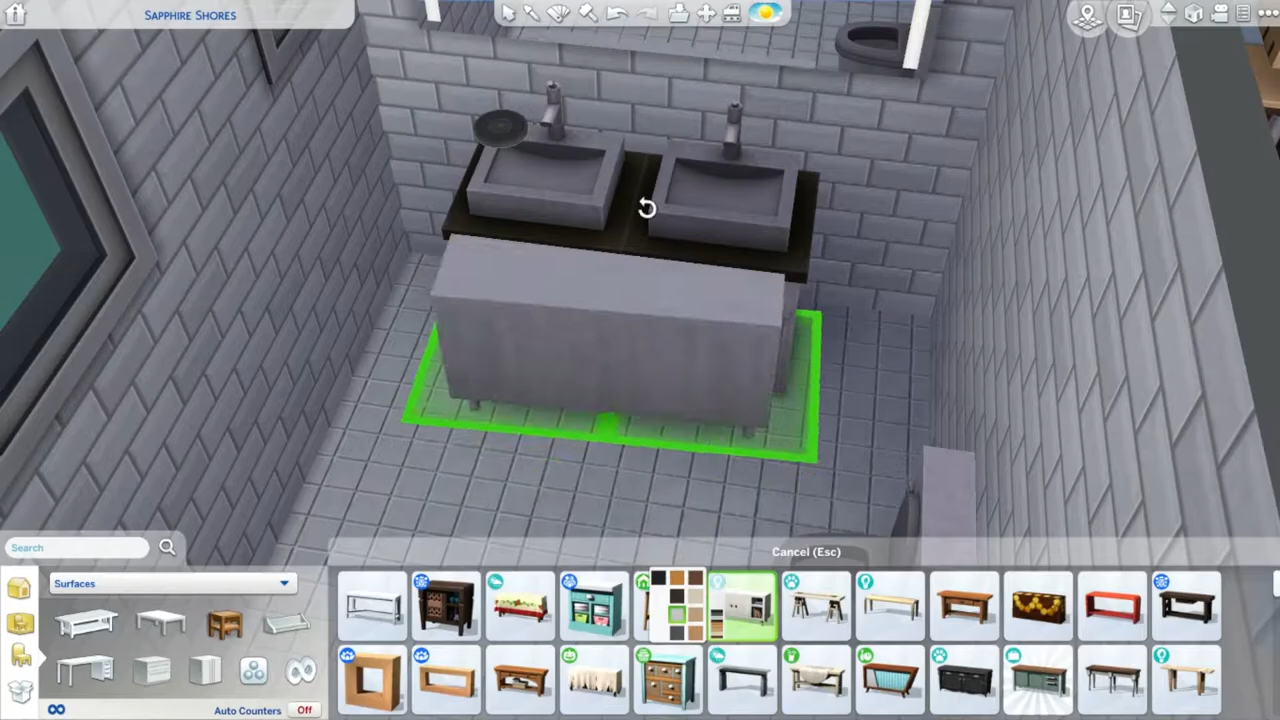 SAPPHIRE SHORES
Cancel (Esc)
Search
Surfaces
Auto Counters Off